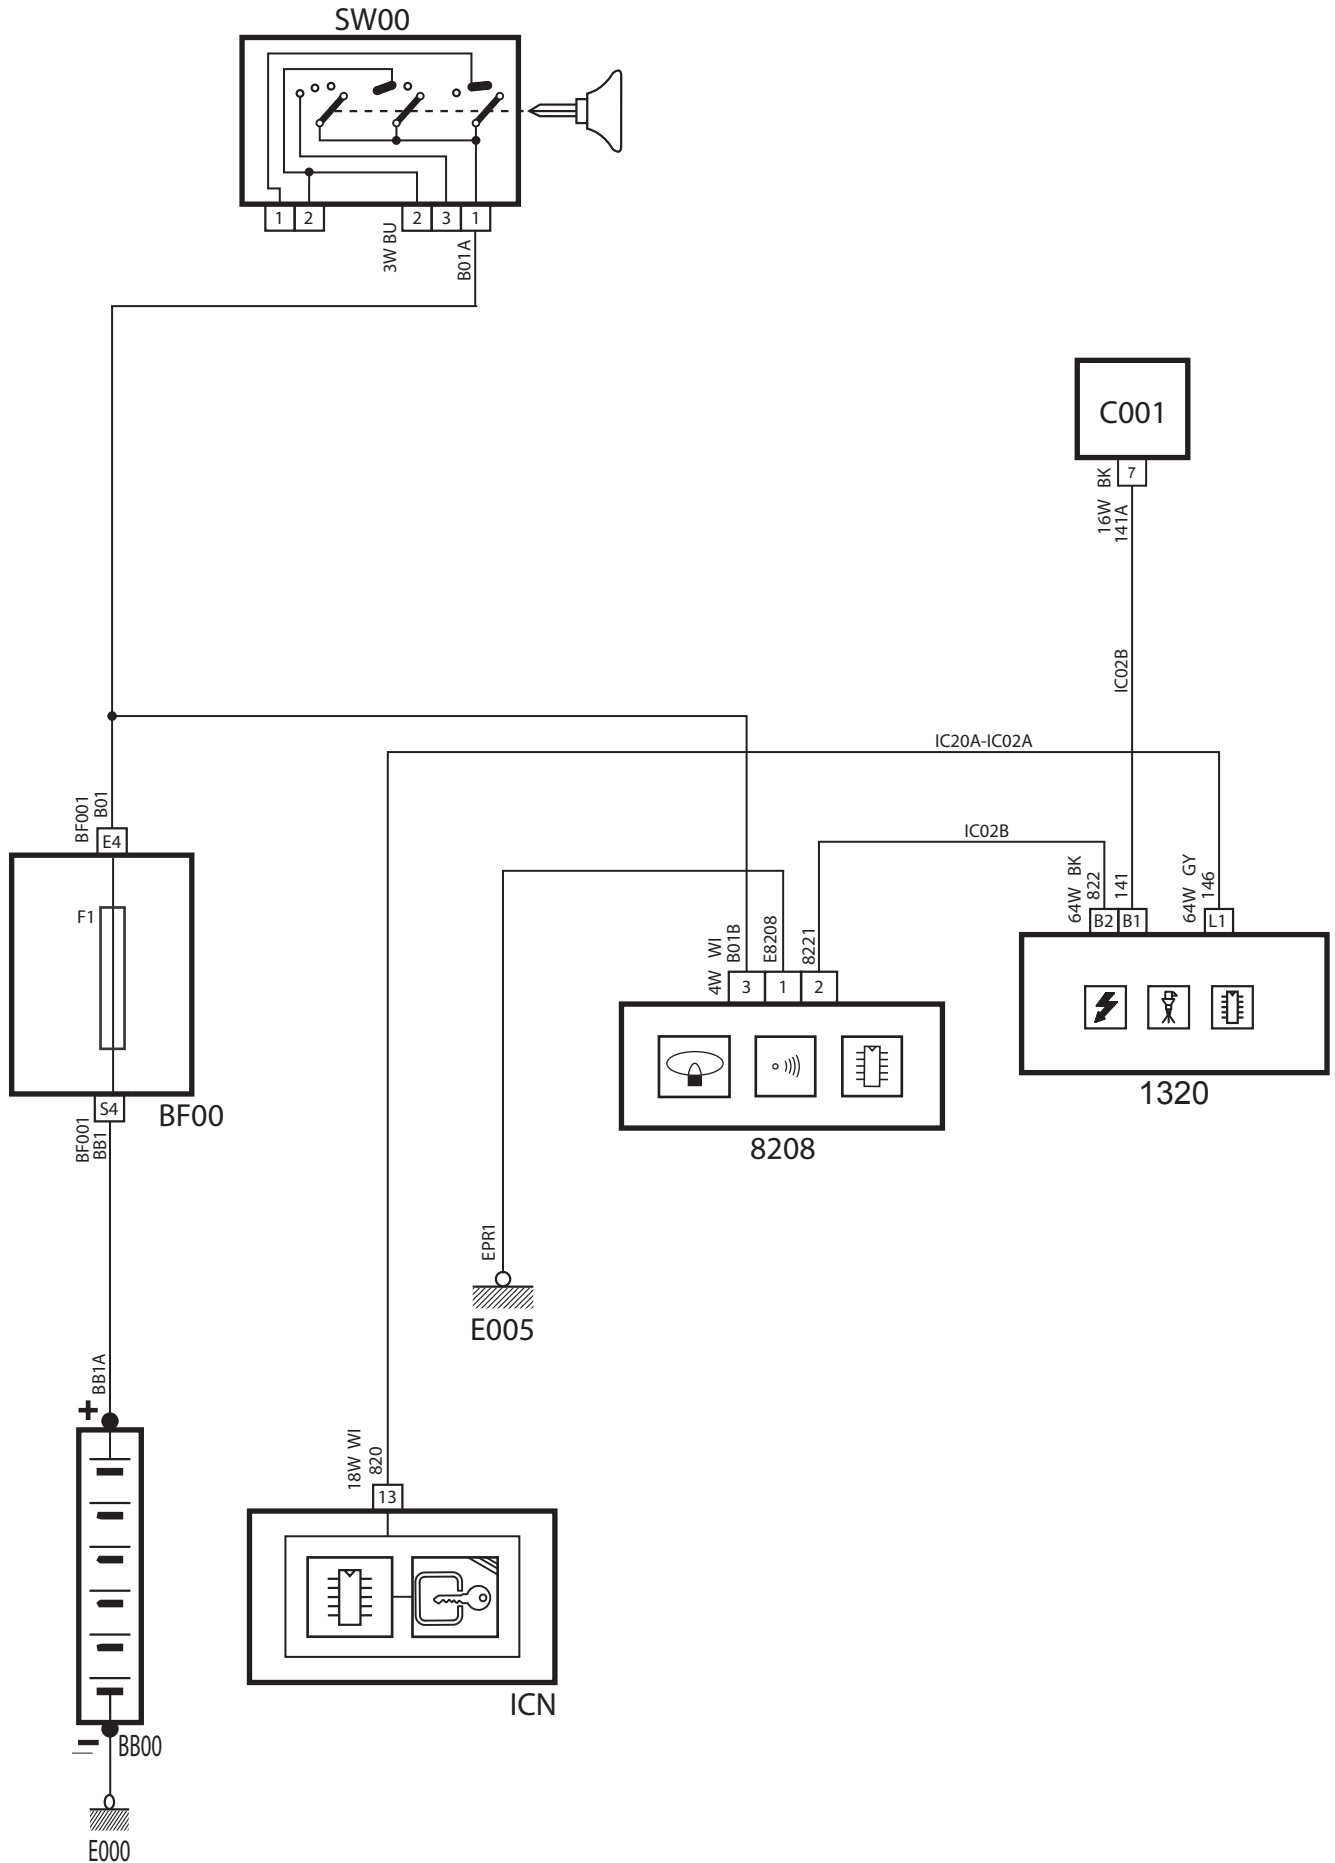 SW00
1 2 2 3 1
3W BU
B01A
C001
7
16W BK
141A
IC02B
IC20A-IC02A
IC02B
BF001
B01
E4
F1
S4
BF00
BF001
BB1
64W BK
822
141
64W GY
146
B2 B1 L1
1320
4W WI
B01B
E8208
8221
3 1 2
8208
EPR1
E005
BB1A
+
18W WI
820
13
ICN
BB00
E000